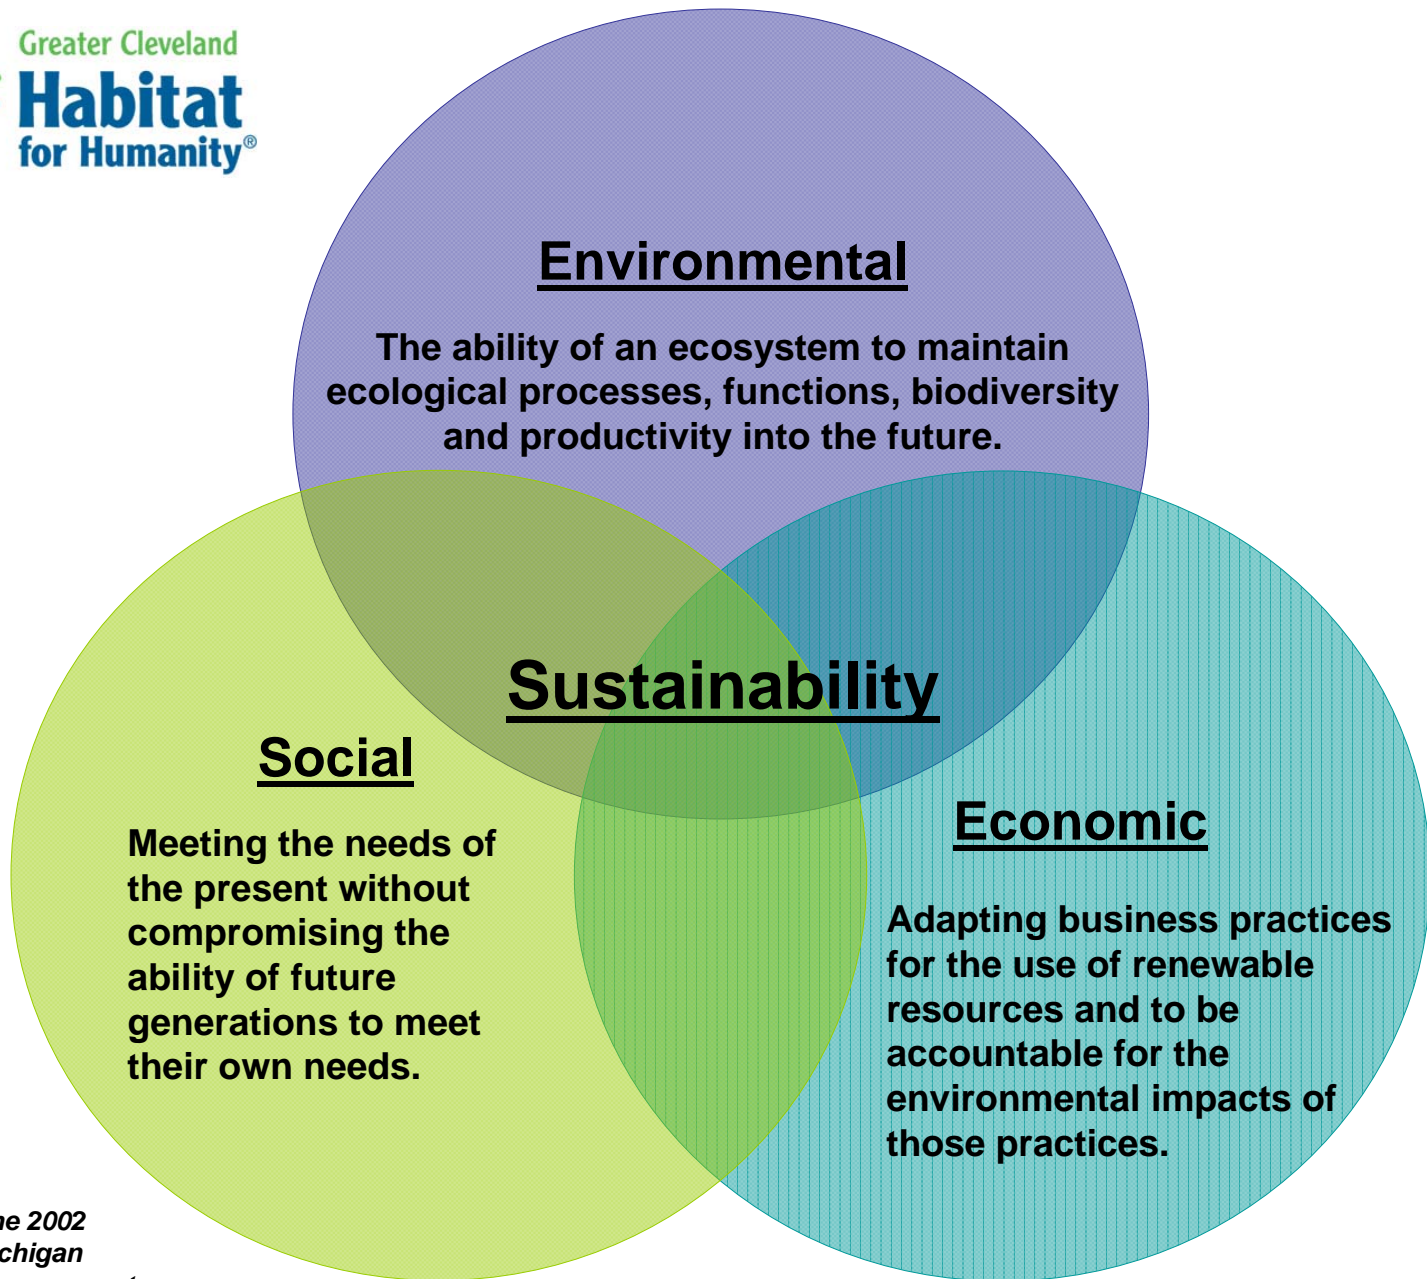 Greater Cleveland
Habitat
for Humanity®
Environmental
The ability of an ecosystem to maintain
ecological processes, functions, biodiversity
and productivity into the future.
Sustainability
Social
Meeting the needs of
the present without
compromising the
ability of future
generations to meet
their own needs.
Economic
Adapting business practices
for the use of renewable
resources and to be
accountable for the
environmental impacts of
those practices.
2002